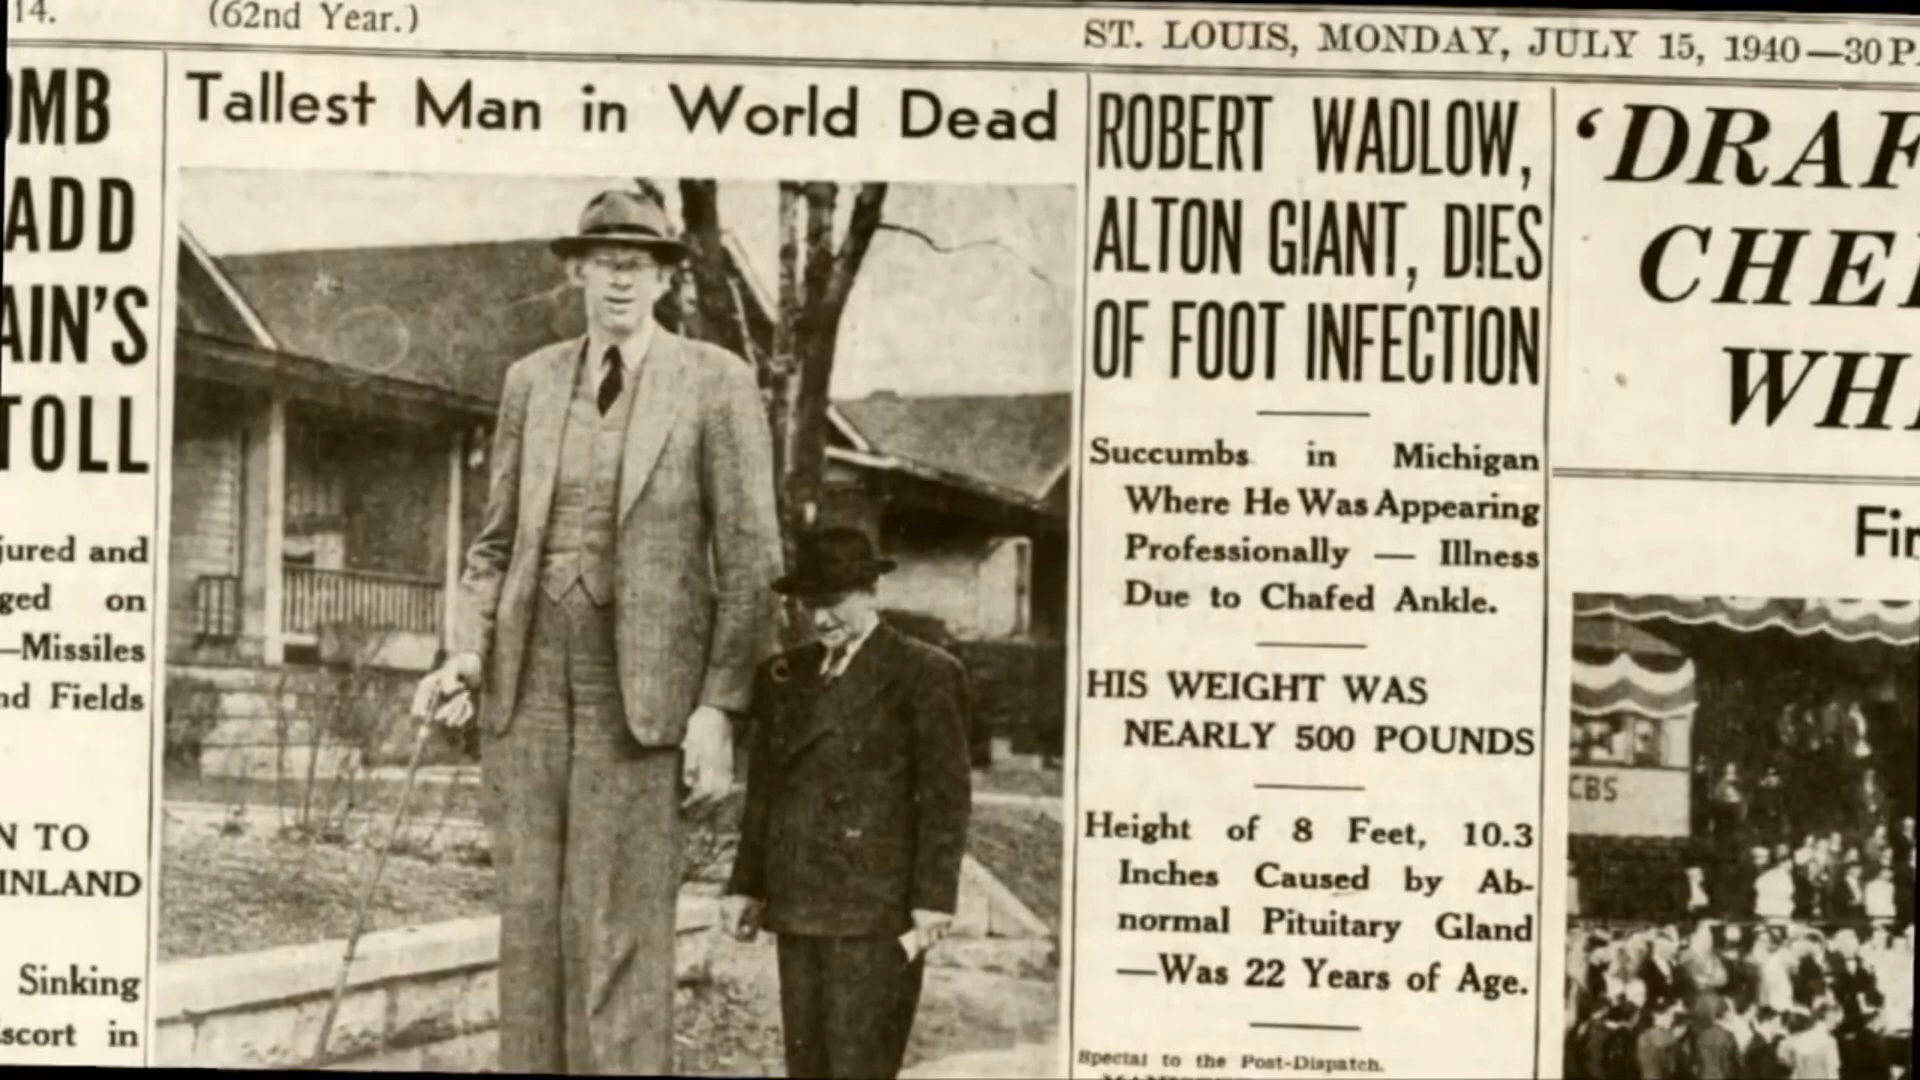 14.
(62nd Year.)
ST. LOUIS, MONDAY, JULY 15, 1940—30 P
OMB
ADD
AIN'S
TOLL
jured and
ged on
—Missiles
nd Fields
N TO
INLAND
Sinking
scort in
Tallest Man in World Dead
ROBERT WADLOW,
ALTON GIANT, DIES
OF FOOT INFECTION
Succumbs in Michigan
Where He Was Appearing
Professionally — Illness
Due to Chafed Ankle.
HIS WEIGHT WAS
NEARLY 500 POUNDS
Height of 8 Feet, 10.3
Inches Caused by Ab-
normal Pituitary Gland
—Was 22 Years of Age.
Special to the Post-Dispatch.
'DRAF
CHE
WH
Fir
CBS